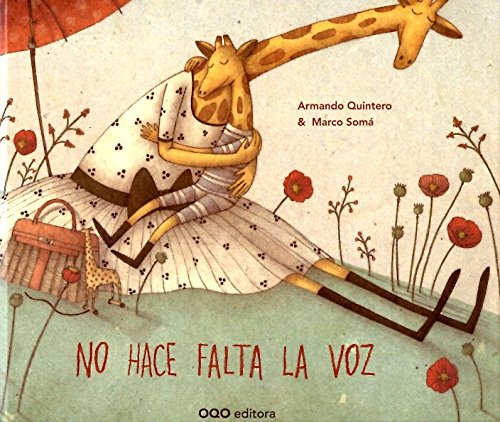 Armando Quintero
& Marco Somá
NO HACE FALTA LA VOZ
OQO editora